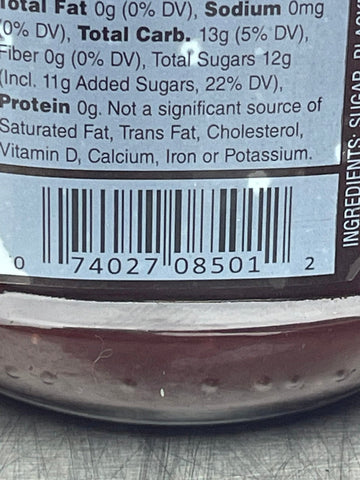 Total Fat 0g (0% DV), Sodium 0mg
(0% DV), Total Carb. 13g (5% DV),
Fiber 0g (0% DV), Total Sugars 12g
(Incl. 11g Added Sugars, 22% DV),
Protein 0g. Not a significant source of
Saturated Fat, Trans Fat, Cholesterol,
Vitamin D, Calcium, Iron or Potassium.
0 74027 08501 2
INGREDIENTS: SUGAR,